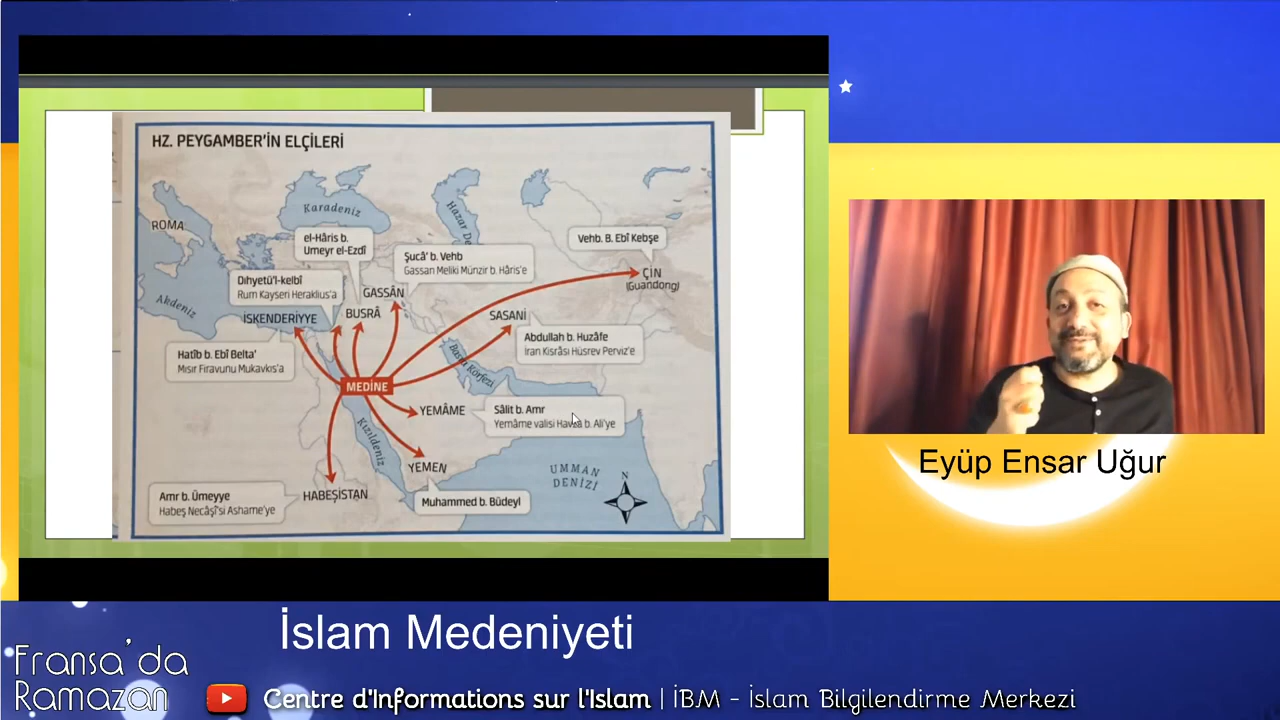 HZ. PEYGAMBER'İN ELÇİLERİ
Karadeniz
Hazar De
ROMA
el-Hâris b.
Umeyr el-Ezdî
Şucâ' b. Vehb
Gassan Meliki Münzir b. Hâris'e
Vehb. B. Ebî Kebşe
ÇİN
(Guandong)
Dıhyetü'l-kelbî
Rum Kayseri Heraklius'a
GASSÂN
Akdeniz
İSKENDERİYYE
BUSRÂ
SASANİ
Abdullah b. Huzâfe
İran Kisrâsı Hüsrev Perviz'e
Hatîb b. Ebî Belta'
Mısır Firavunu Mukavkıs'a
Basra Körfezi
MEDİNE
YEMÂME
Sâlit b. Amr
Yemâme valisi Havza b. Ali'ye
Kızıldeniz
YEMEN
UMMAN
DENİZİ
N
Amr b. Ümeyye
Habeş Necâşî'si Ashame'ye
HABEŞİSTAN
Muhammed b. Büdeyl
Eyüp Ensar Uğur
İslam Medeniyeti
Fransa'da
Ramazan
Centre d'Informations sur l'Islam | İBM - İslam Bilgilendirme Merkezi